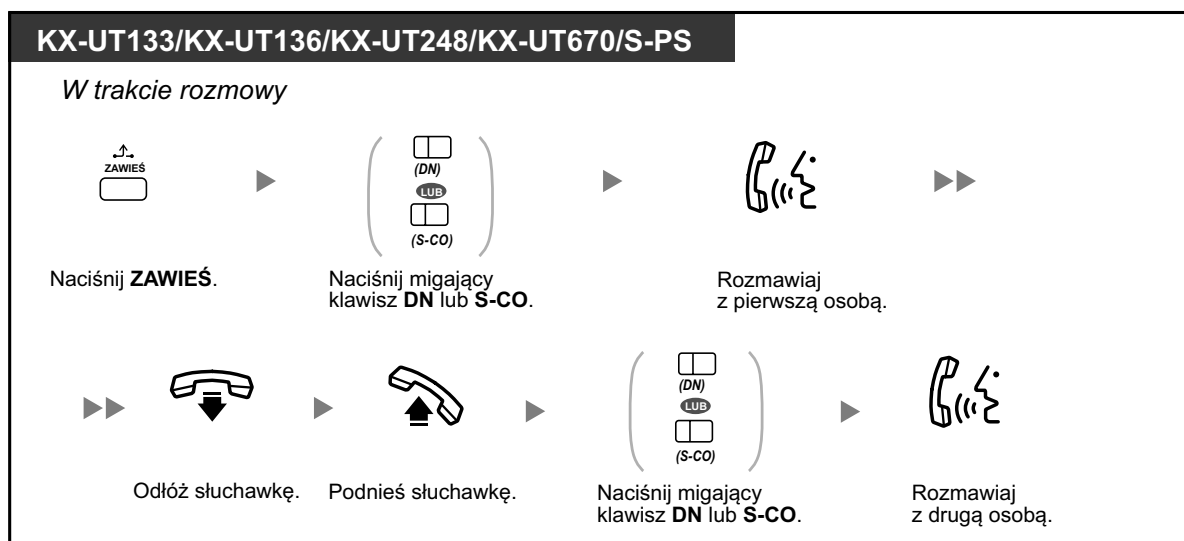 KX-UT133/KX-UT136/KX-UT248/KX-UT670/S-PS
W trakcie rozmowy
ZAWIEŚ
(DN)
LUB
(S-CO)
Naciśnij ZAWIEŚ.
Naciśnij migający
klawisz DN lub S-CO.
Rozmawiaj
z pierwszą osobą.
(DN)
LUB
(S-CO)
Odłóż słuchawkę.
Podnieś słuchawkę.
Naciśnij migający
klawisz DN lub S-CO.
Rozmawiaj
z drugą osobą.